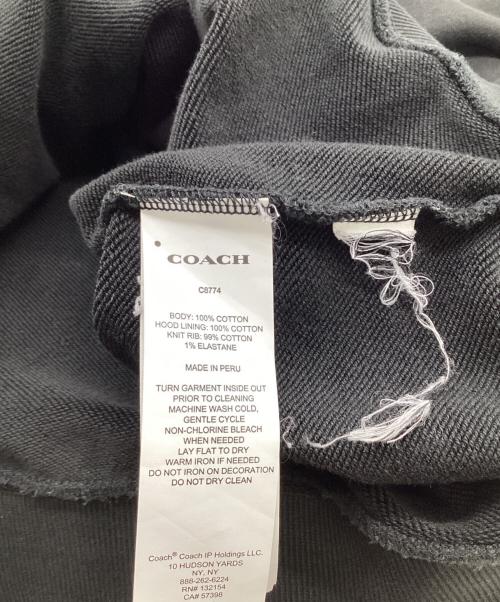 COACH
C8774
BODY: 100% COTTON
HOOD LINING: 100% COTTON
KNIT RIB: 99% COTTON
1% ELASTANE
MADE IN PERU
TURN GARMENT INSIDE OUT
PRIOR TO CLEANING
MACHINE WASH COLD,
GENTLE CYCLE
NON-CHLORINE BLEACH
WHEN NEEDED
LAY FLAT TO DRY
WARM IRON IF NEEDED
DO NOT IRON ON DECORATION
DO NOT DRY CLEAN
Coach® Coach IP Holdings LLC.
10 HUDSON YARDS
NY, NY
888-262-6224
RN# 132154
CA# 57398